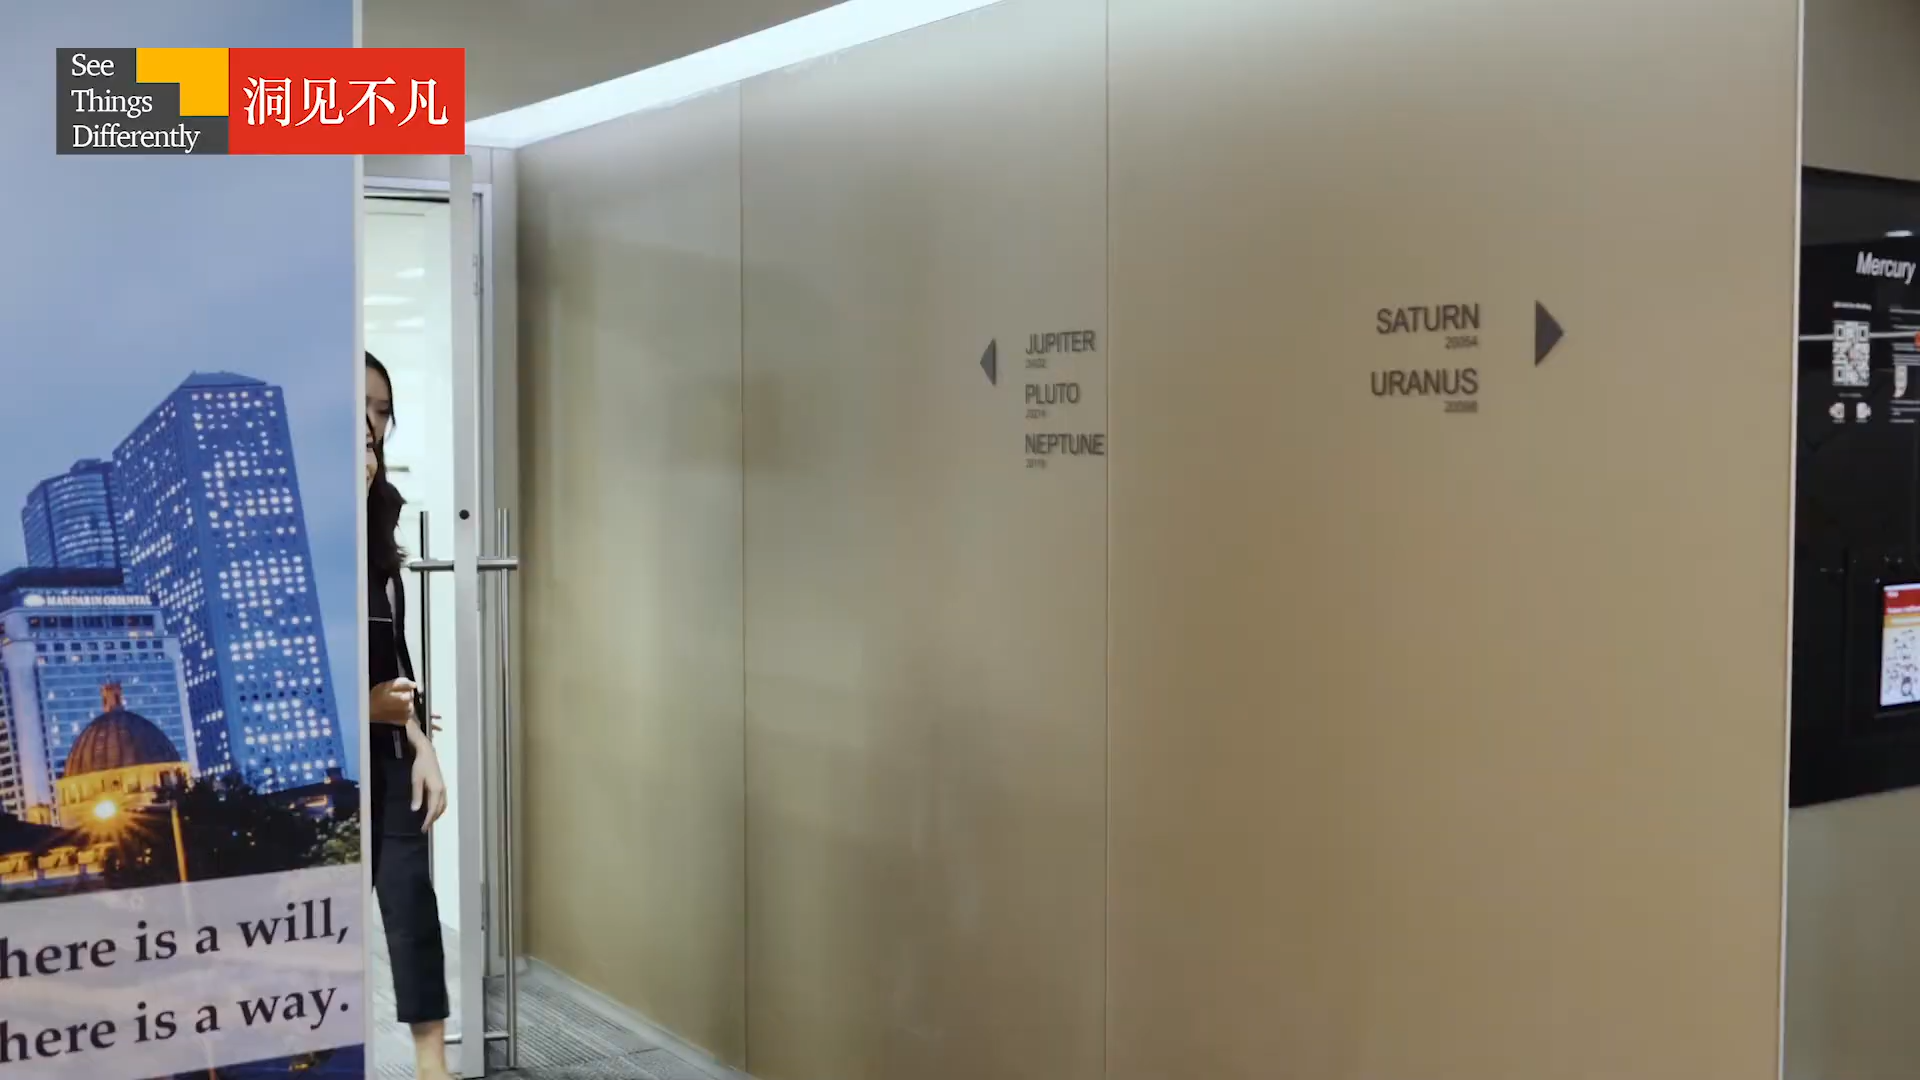 See
Things
Differently
洞见不凡
MANDARIN ORIENTAL
here is a will,
here is a way.
JUPITER
PLUTO
NEPTUNE
SATURN
URANUS
Mercury